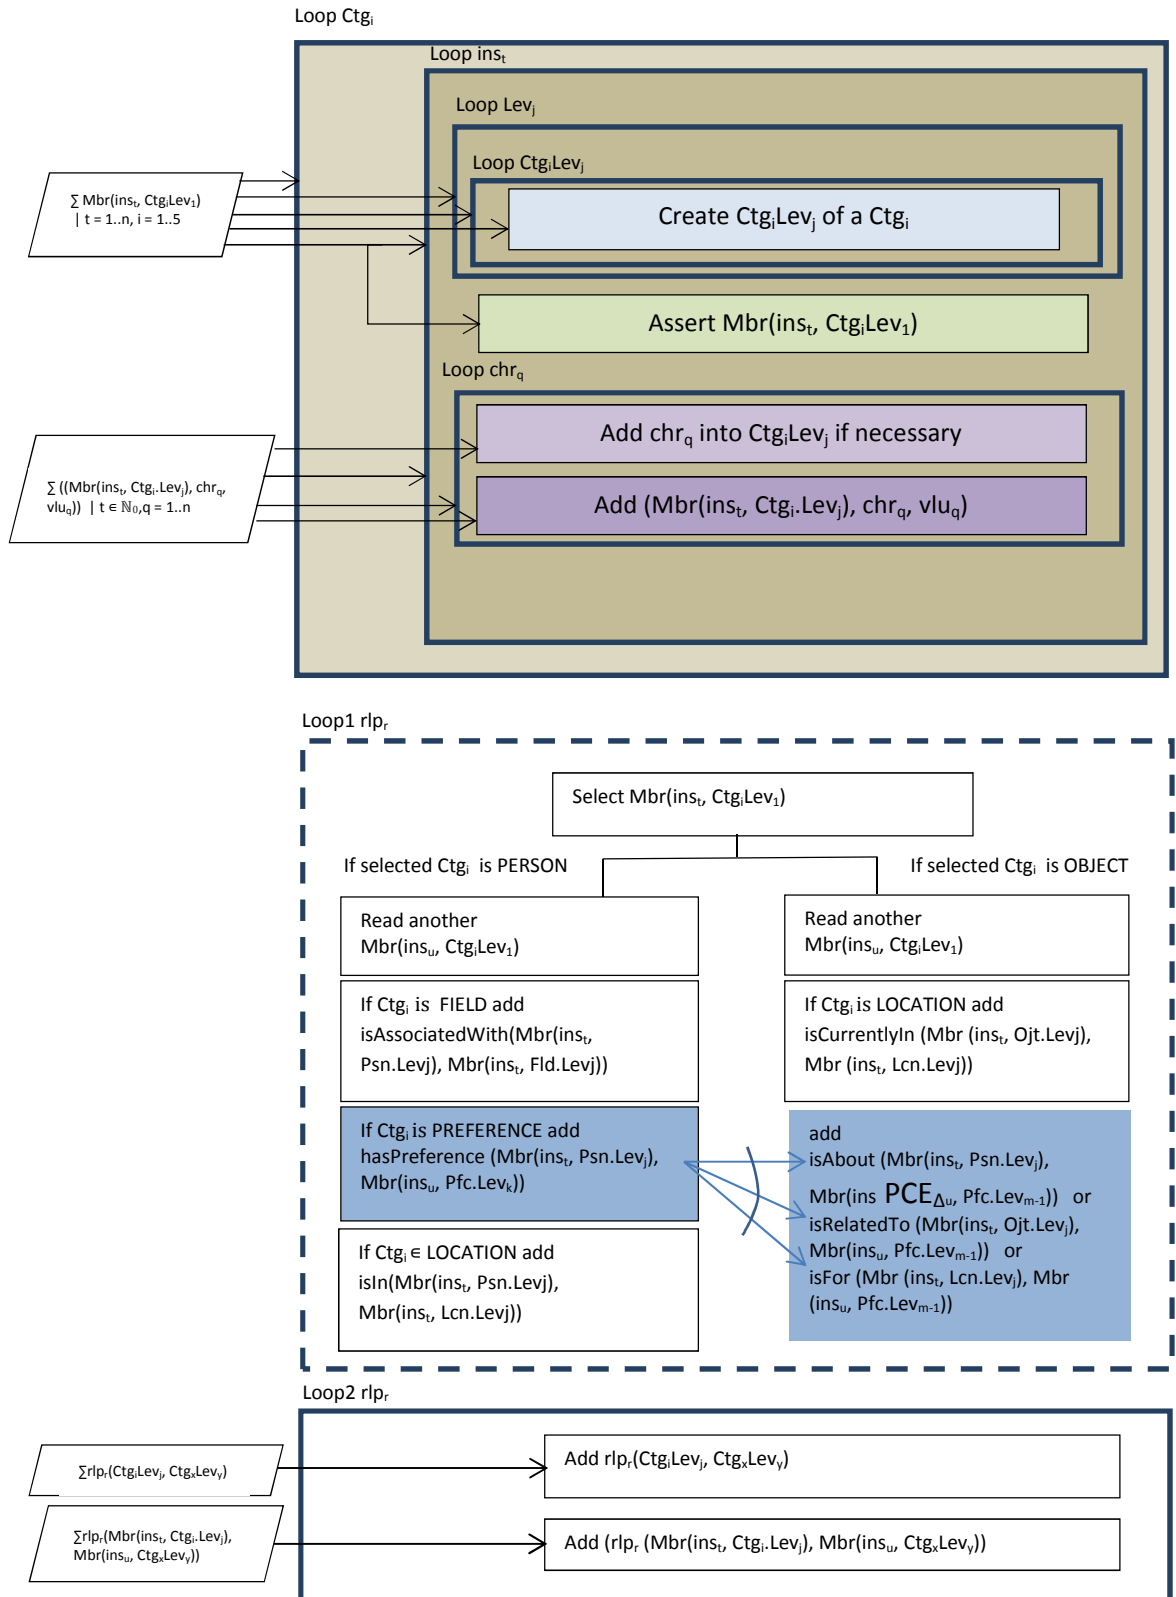 Loop Ctgᵢ
Loop insₜ
Loop Levⱼ
Loop CtgᵢLevⱼ
∑ Mbr(insₜ, CtgᵢLev₁)
| t = 1..n, i = 1..5
Create CtgᵢLevⱼ of a Ctgᵢ
Assert Mbr(insₜ, CtgᵢLev₁)
Loop chr_q
Add chr_q into CtgᵢLevⱼ if necessary
∑ ((Mbr(insₜ, Ctgᵢ.Levⱼ), chr_q,
vlu_q)) | t ∈ ℕ₀,q = 1..n
Add (Mbr(insₜ, Ctgᵢ.Levⱼ), chr_q, vlu_q)
Loop1 rlpᵣ
Select Mbr(insₜ, CtgᵢLev₁)
If selected Ctgᵢ is PERSON
If selected Ctgᵢ is OBJECT
Read another
Mbr(insᵤ, CtgᵢLev₁)
If Ctgᵢ is FIELD add
isAssociatedWith(Mbr(insₜ,
Psn.Levj), Mbr(insₜ, Fld.Levj))
If Ctgᵢ is PREFERENCE add
hasPreference (Mbr(insₜ, Psn.Levⱼ),
Mbr(insᵤ, Pfc.Levₖ))
If Ctgᵢ ∈ LOCATION add
isIn(Mbr(insₜ, Psn.Levj),
Mbr(insₜ, Lcn.Levj))
Read another
Mbr(insᵤ, CtgᵢLev₁)
If Ctgᵢ is LOCATION add
isCurrentlyIn (Mbr (insₜ, Ojt.Levj),
Mbr (insₜ, Lcn.Levj))
add
isAbout (Mbr(insₜ, Psn.Levⱼ),
Mbr(ins PCE_Δᵤ, Pfc.Levₘ₋₁)) or
isRelatedTo (Mbr(insₜ, Ojt.Levⱼ),
Mbr(insᵤ, Pfc.Levₘ₋₁)) or
isFor (Mbr (insₜ, Lcn.Levⱼ), Mbr
(insᵤ, Pfc.Levₘ₋₁))
Loop2 rlpᵣ
∑rlpᵣ(CtgᵢLevⱼ, CtgₓLev_y)
Add rlpᵣ(CtgᵢLevⱼ, CtgₓLev_y)
∑rlpᵣ(Mbr(insₜ, Ctgᵢ.Levⱼ),
Mbr(insᵤ, CtgₓLev_y))
Add (rlpᵣ (Mbr(insₜ, Ctgᵢ.Levⱼ), Mbr(insᵤ, CtgₓLev_y))